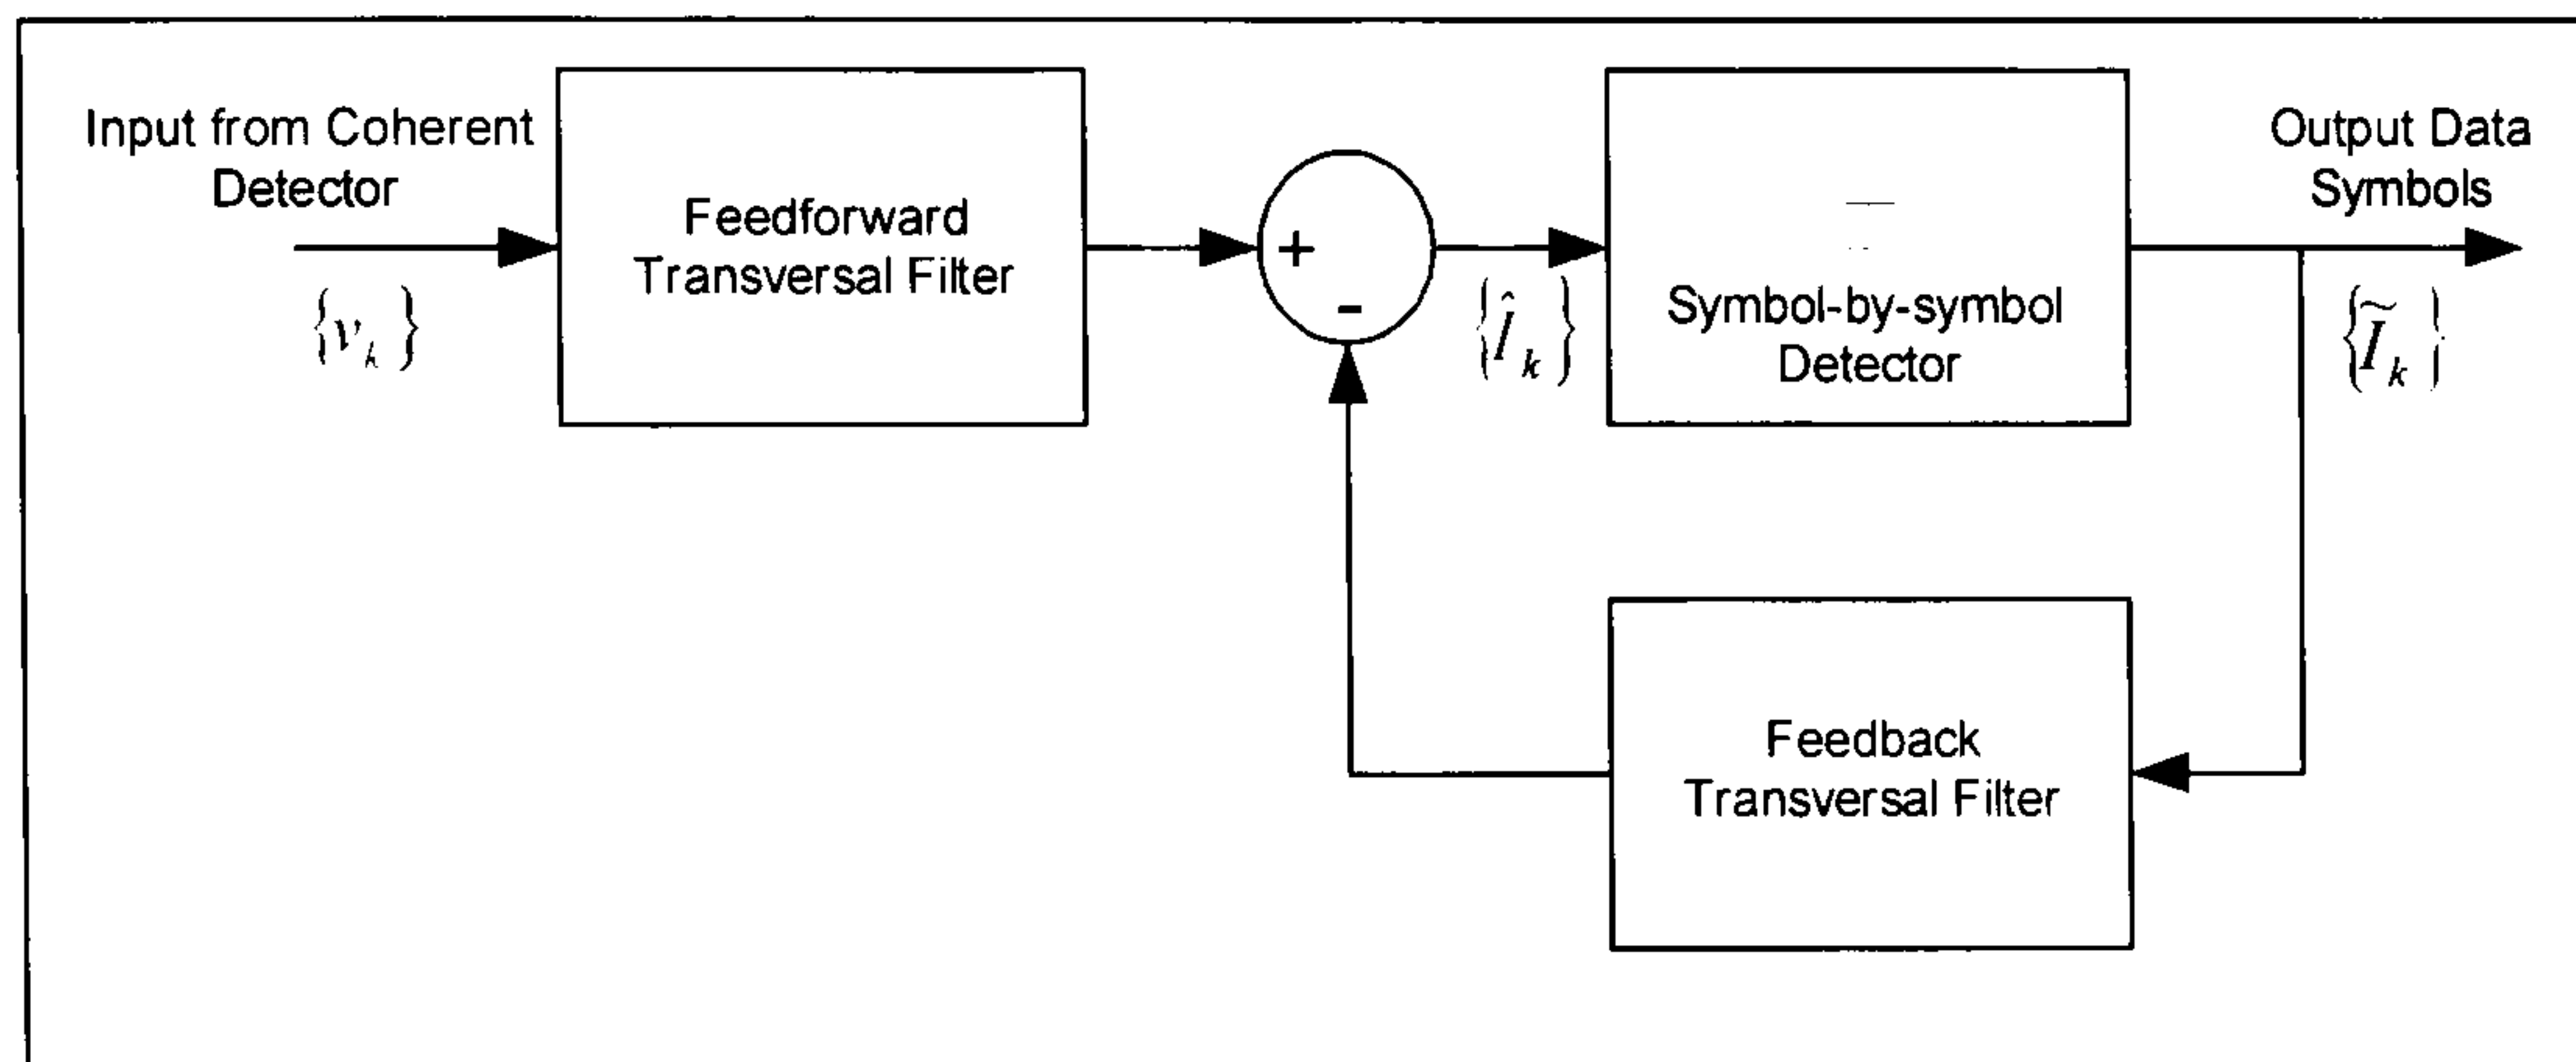 Input from Coherent
Detector
{v_k}
Feedforward
Transversal Filter
+
-
{Î_k}
Symbol-by-symbol
Detector
Output Data
Symbols
{Ĩ_k}
Feedback
Transversal Filter